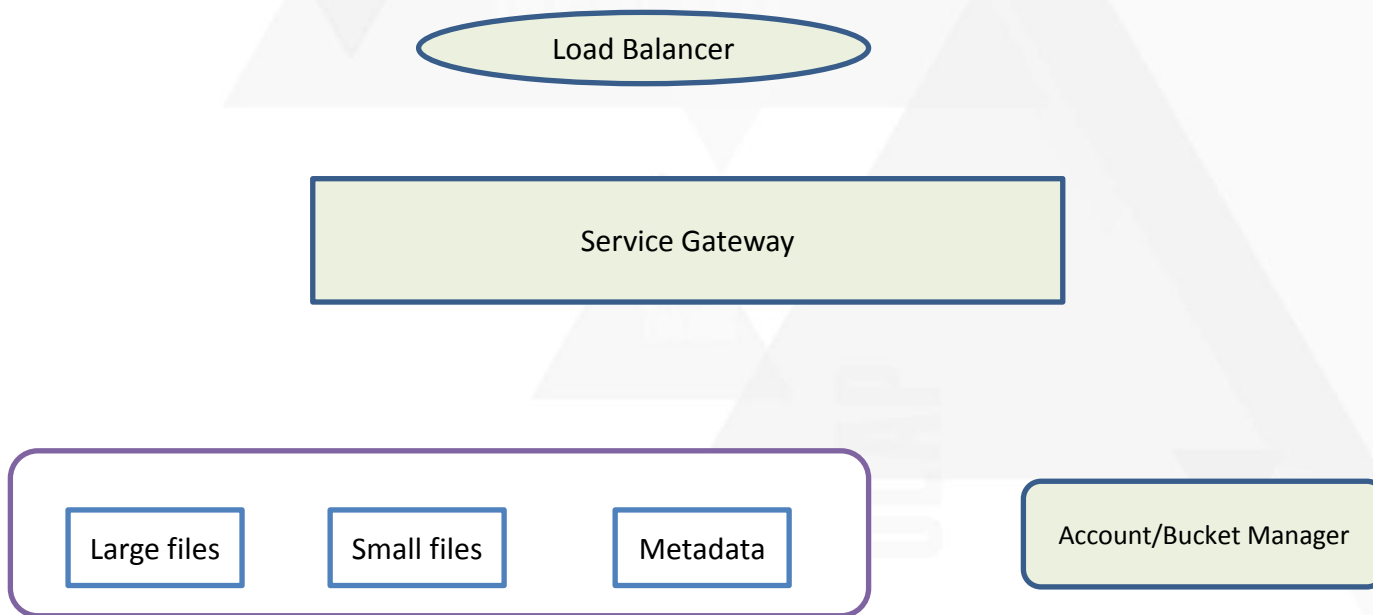 Load Balancer
Service Gateway
Large files
Small files
Metadata
Account/Bucket Manager